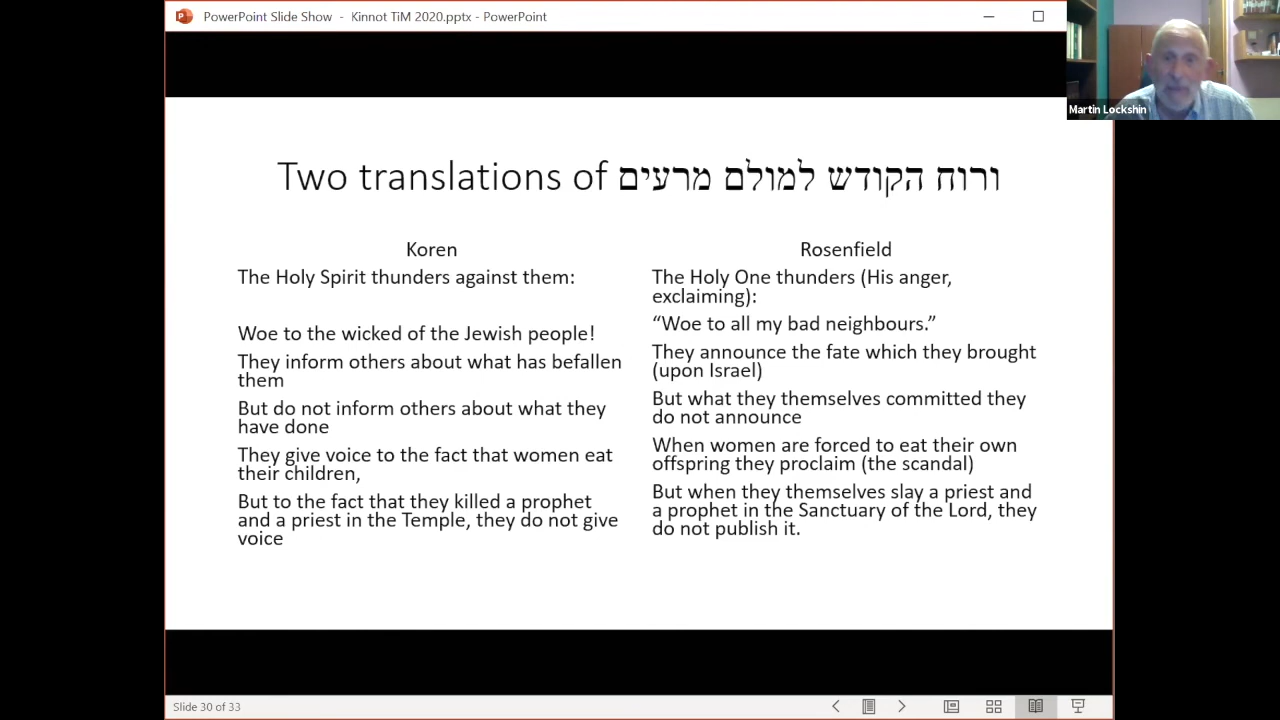 PowerPoint Slide Show - Kinnot TiM 2020.pptx - PowerPoint
Martin Lockshin
Two translations of ורוח הקודש למולם מרעים
Koren
The Holy Spirit thunders against them:
Woe to the wicked of the Jewish people!
They inform others about what has befallen
them
But do not inform others about what they
have done
They give voice to the fact that women eat
their children,
But to the fact that they killed a prophet
and a priest in the Temple, they do not give
voice
Rosenfield
The Holy One thunders (His anger,
exclaiming):
“Woe to all my bad neighbours.”
They announce the fate which they brought
(upon Israel)
But what they themselves committed they
do not announce
When women are forced to eat their own
offspring they proclaim (the scandal)
But when they themselves slay a priest and
a prophet in the Sanctuary of the Lord, they
do not publish it.
Slide 30 of 33